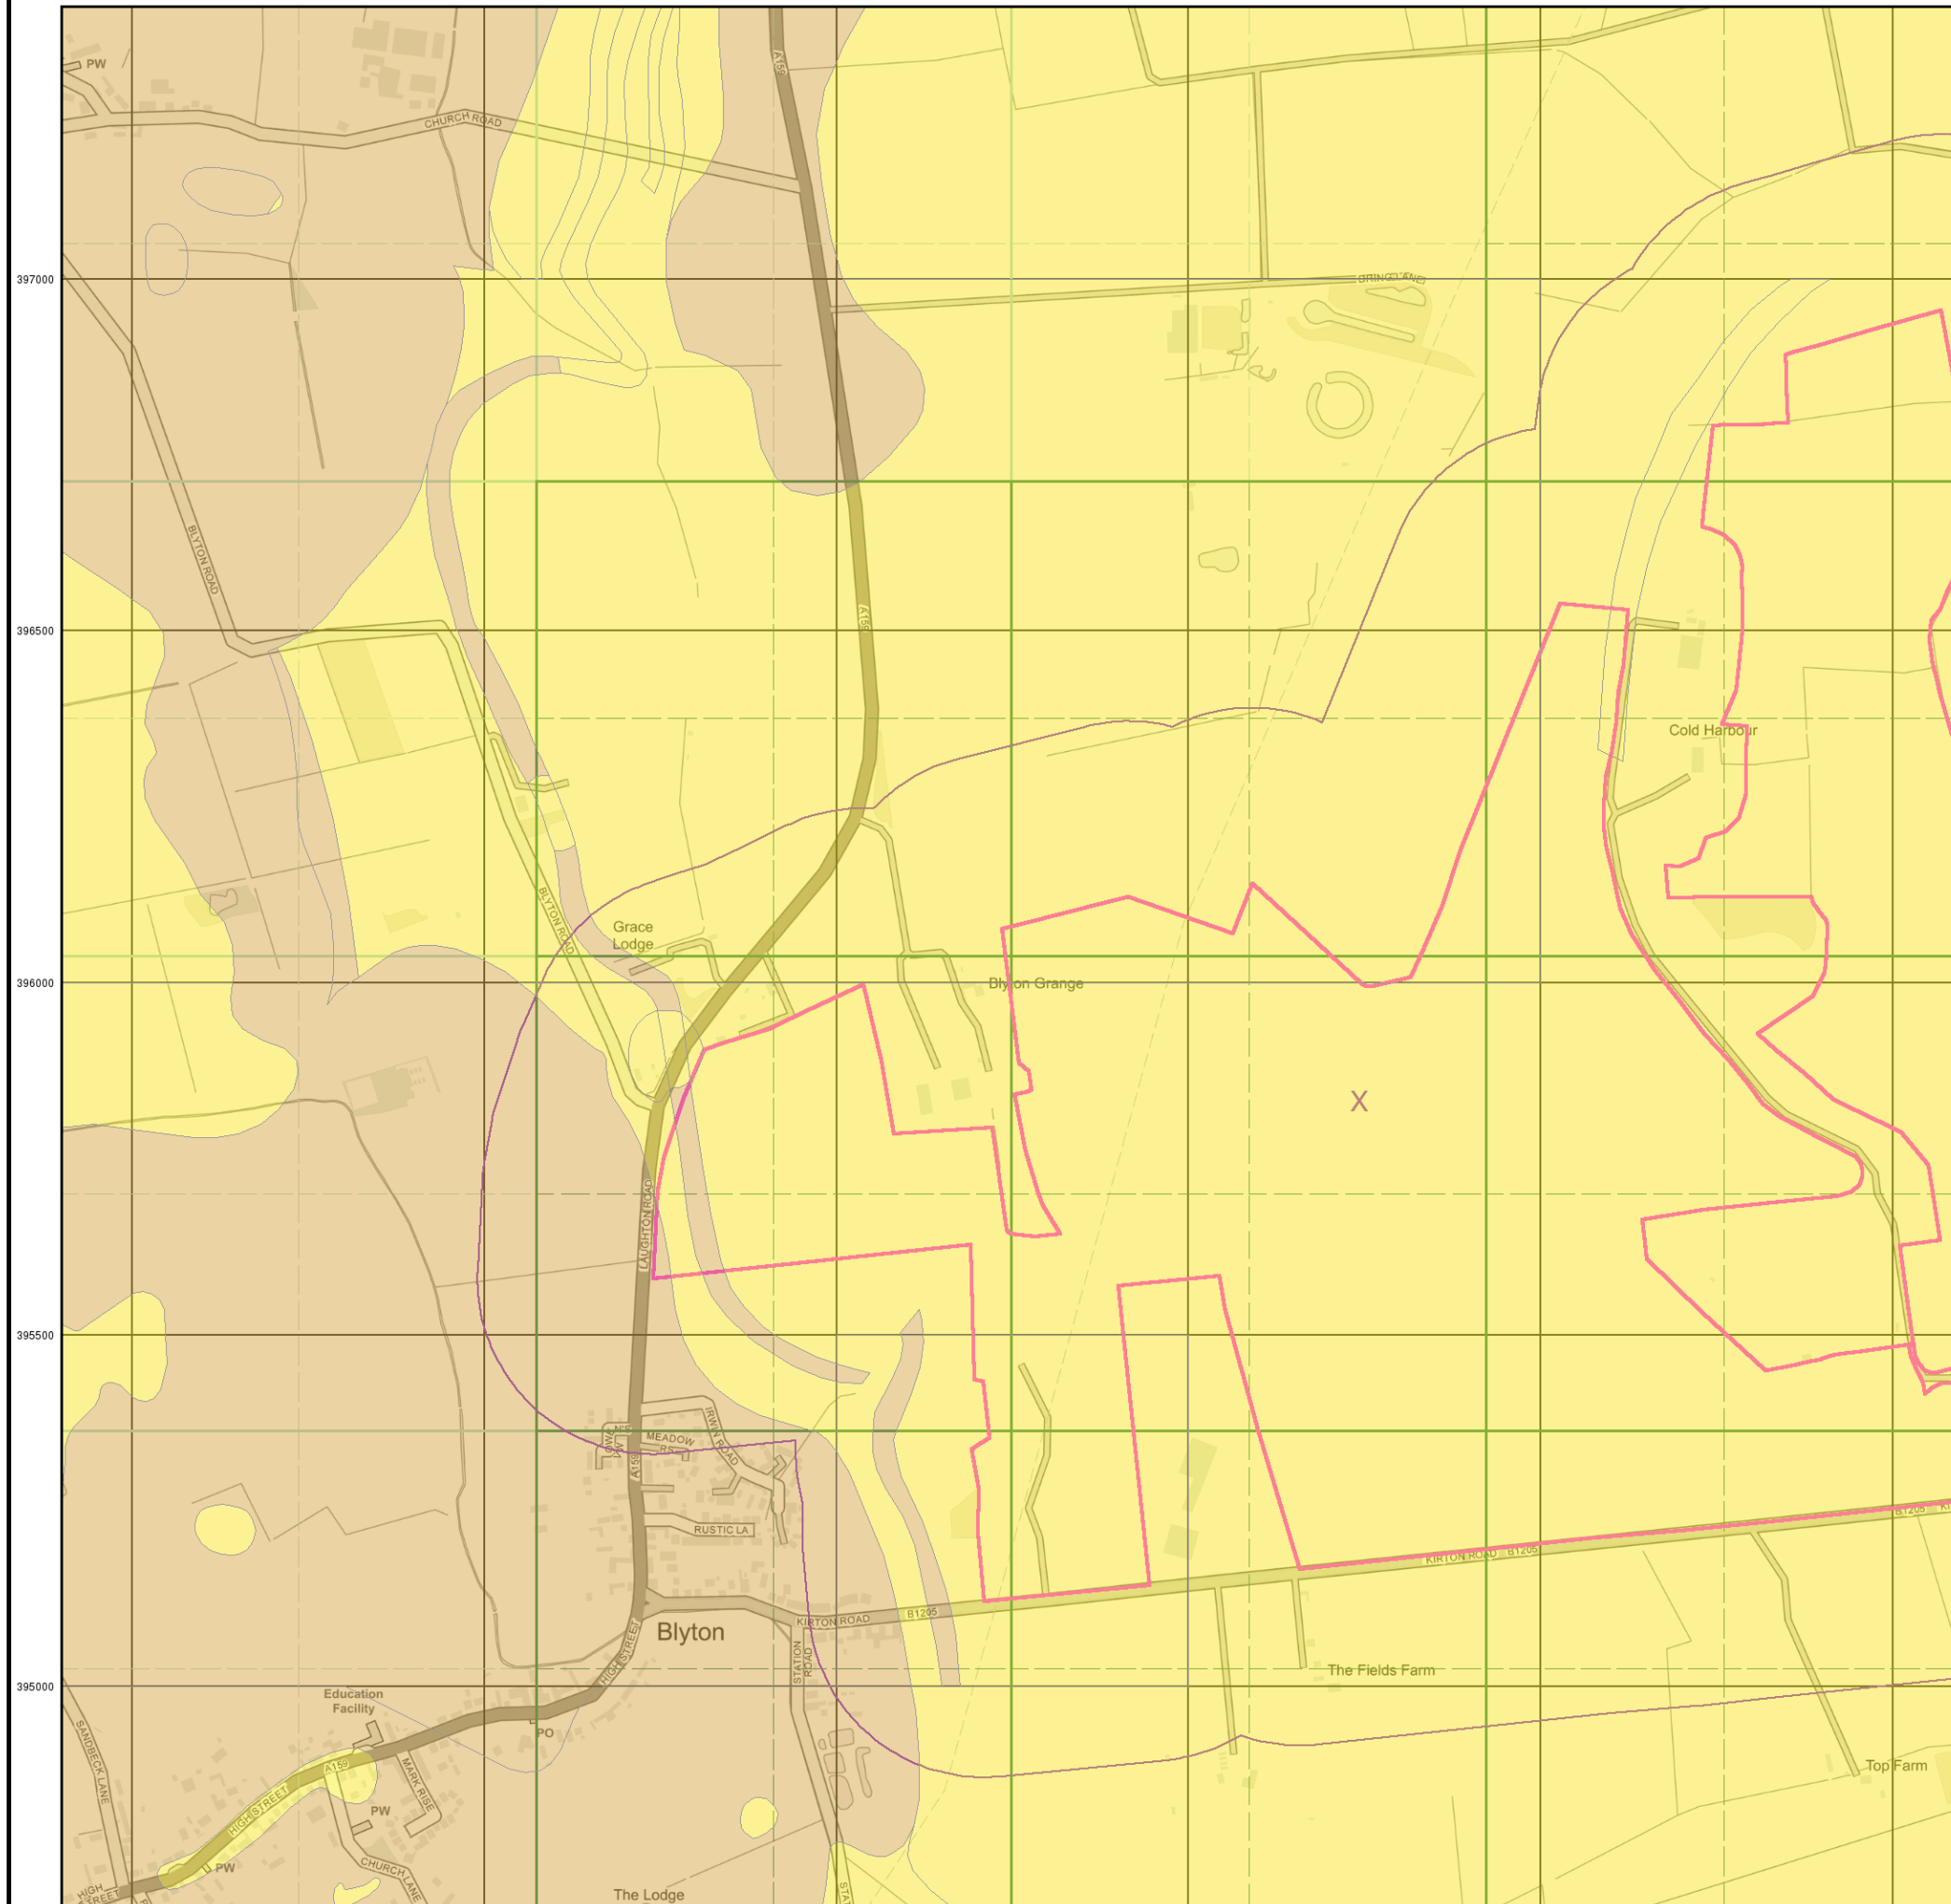 PW
A159
CHURCH ROAD
397000
BLYTON ROAD
396500
A159
Cold Harbour
BLYTON ROAD
Grace
Lodge
396000
Blyton Grange
X
LAUGHTON ROAD
395500
IRWIN ROAD
MEADOW
A159
RUSTIC LA
B1205
KIRTON ROAD B1205
KIRTON ROAD B1205
Blyton
HIGH STREET
STATION
ROAD
The Fields Farm
395000
Education
Facility
SANDBECK LANE
PO
A159
MARK RISE
Top Farm
HIGH STREET
PW
PW
CHURCH LANE
HIGH
STREET
The Lodge